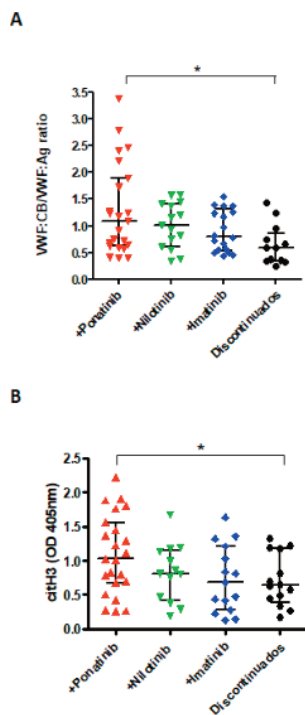 A
*
VWF:CB/VWF:Ag ratio
3.5
3.0
2.5
2.0
1.5
1.0
0.5
0.0
+Ponatinib
+Nilotinib
+Imatinib
Discontinuados
B
*
citH3 (OD 405nm)
2.5
2.0
1.5
1.0
0.5
0.0
+Ponatinib
+Nilotinib
+Imatinib
Discontinuados